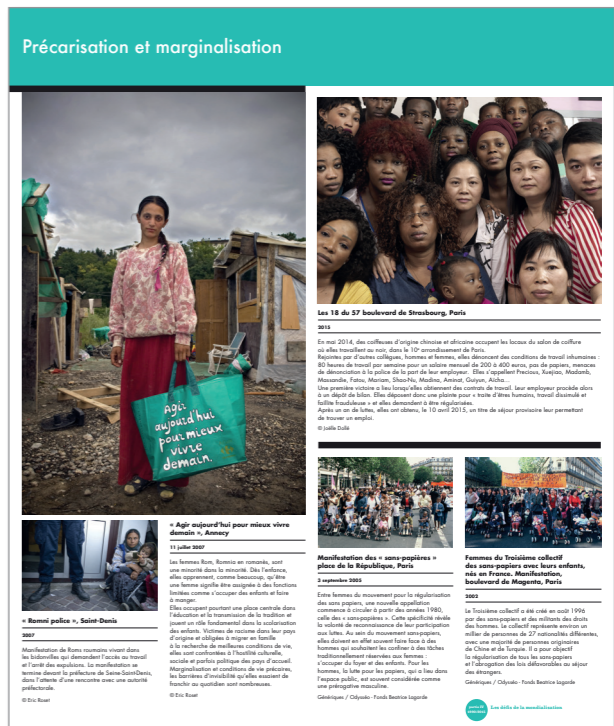 Précarisation et marginalisation
Agir
aujourd'hui
pour mieux
vivre
demain.
Les 18 du 57 boulevard de Strasbourg, Paris
2015
En mai 2014, des coiffeuses d'origine chinoise et africaine occupent les locaux du salon de coiffure
où elles travaillent au noir, dans le 10e arrondissement de Paris.
Rejointes par d'autres collègues, hommes et femmes, elles dénoncent des conditions de travail inhumaines :
80 heures de travail par semaine pour un salaire mensuel de 200 à 400 euros, pas de papiers, menaces
de dénonciation à la police de la part de leur employeur. Elles s'appellent Precious, Xuejiao, Madamb,
Massandie, Fatou, Mariam, Shao-Nu, Madina, Aminat, Guiyun, Aicha...
Une première victoire a lieu lorsqu'elles obtiennent des contrats de travail. Leur employeur procède alors
à un dépôt de bilan. Elles déposent donc une plainte pour « traite d'êtres humains, travail dissimulé et
faillite frauduleuse » et elles demandent à être régularisées.
Après un an de luttes, elles ont obtenu, le 10 avril 2015, un titre de séjour provisoire leur permettant
de trouver un emploi.
© Joëlle Dollé
« Romni police », Saint-Denis
2007
Manifestation de Roms roumains vivant dans
les bidonvilles qui demandent l'accès au travail
et l'arrêt des expulsions. La manifestation se
termine devant la préfecture de Seine-Saint-Denis,
dans l'attente d'une rencontre avec une autorité
préfectorale.
© Eric Roset
« Agir aujourd'hui pour mieux vivre
demain », Annecy
11 juillet 2007
Les femmes Rom, Romnia en romanès, sont
une minorité dans la minorité. Dès l'enfance,
elles apprennent, comme beaucoup, qu'être
une femme signifie être assignée à des fonctions
limitées comme s'occuper des enfants et faire
à manger.
Elles occupent pourtant une place centrale dans
l'éducation et la transmission de la tradition et
jouent un rôle fondamental dans la scolarisation
des enfants. Victimes de racisme dans leur pays
d'origine et obligées à migrer en famille
à la recherche de meilleures conditions de vie,
elles sont confrontées à l'hostilité culturelle,
sociale et parfois politique des pays d'accueil.
Marginalisation et conditions de vie précaires,
les barrières d'invisibilité qu'elles essaient de
franchir au quotidien sont nombreuses.
© Eric Roset
Manifestation des « sans-papières »
place de la République, Paris
3 septembre 2005
Entre femmes du mouvement pour la régularisation
des sans papiers, une nouvelle appellation
commence à circuler à partir des années 1980,
celle des « sans-papières ». Cette spécificité révèle
la volonté de reconnaissance de leur participation
aux luttes. Au sein du mouvement sans-papiers,
elles doivent en effet souvent faire face à des
hommes qui souhaitent les confiner à des tâches
traditionnellement réservées aux femmes :
s'occuper du foyer et des enfants. Pour les
hommes, la lutte pour les papiers, qui a lieu dans
l'espace public, est souvent considérée comme
une prérogative masculine.
Génériques / Odysséo - Fonds Beatrice Lagarde
Femmes du Troisième collectif
des sans-papiers avec leurs enfants,
nés en France. Manifestation,
boulevard de Magenta, Paris
2002
Le Troisième collectif a été créé en août 1996
par des sans-papiers et des militants des droits
des hommes. Le collectif représente environ un
millier de personnes de 27 nationalités différentes,
avec une majorité de personnes originaires
de Chine et de Turquie. Il a pour objectif
la régularisation de tous les sans-papiers
et l'abrogation des lois défavorables au séjour
des étrangers.
Génériques / Odysséo - Fonds Beatrice Lagarde
Les défis de la mondialisation